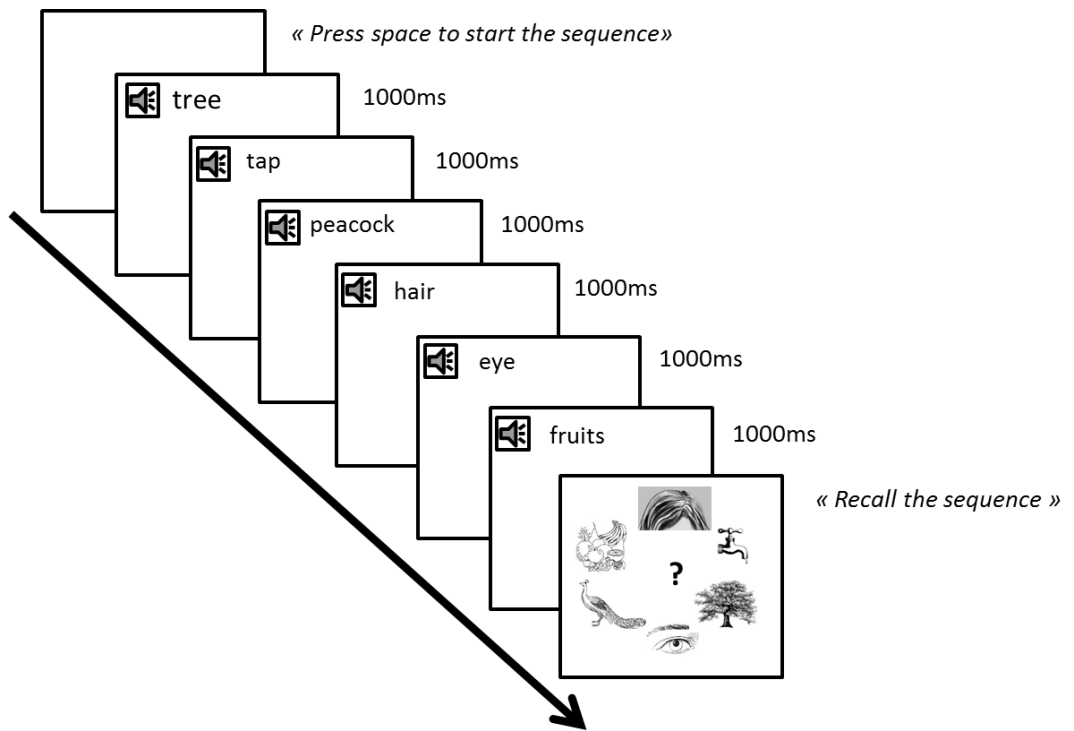 « Press space to start the sequence»
tree
1000ms
tap
1000ms
peacock
1000ms
hair
1000ms
eye
1000ms
fruits
1000ms
« Recall the sequence »
?